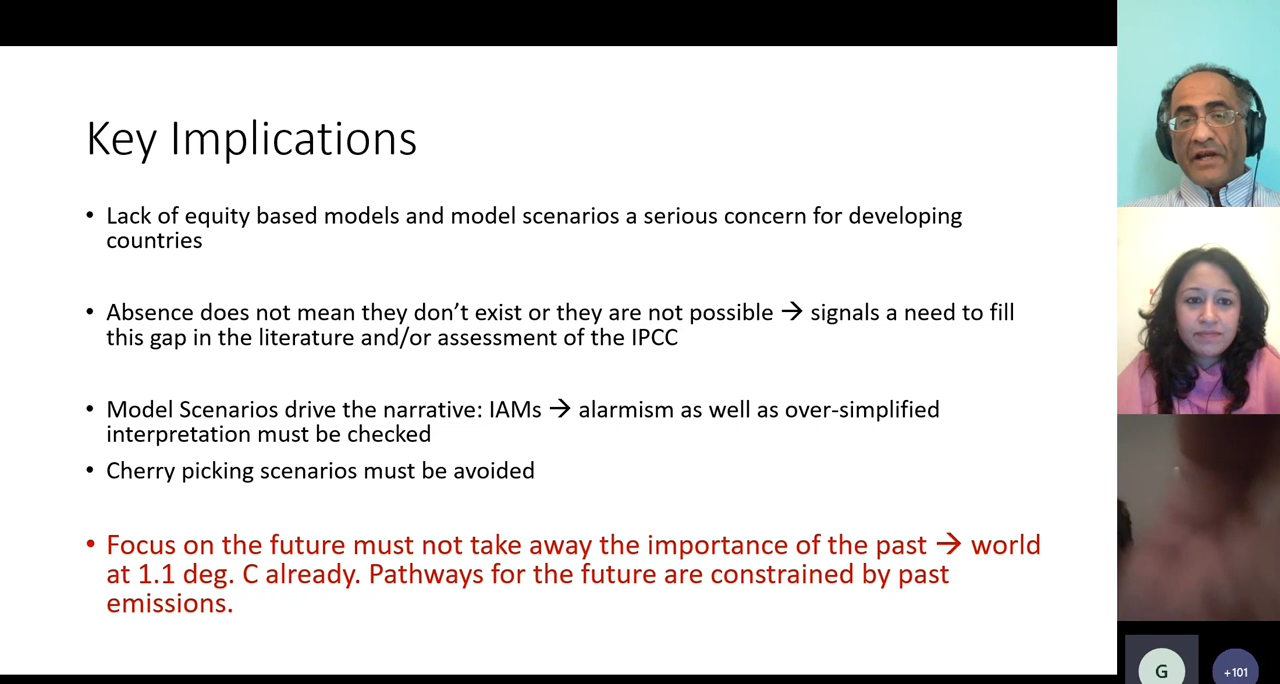 Key Implications
• Lack of equity based models and model scenarios a serious concern for developing
countries
• Absence does not mean they don’t exist or they are not possible → signals a need to fill
this gap in the literature and/or assessment of the IPCC
• Model Scenarios drive the narrative: IAMs → alarmism as well as over-simplified
interpretation must be checked
• Cherry picking scenarios must be avoided
• Focus on the future must not take away the importance of the past → world
at 1.1 deg. C already. Pathways for the future are constrained by past
emissions.
G
+101